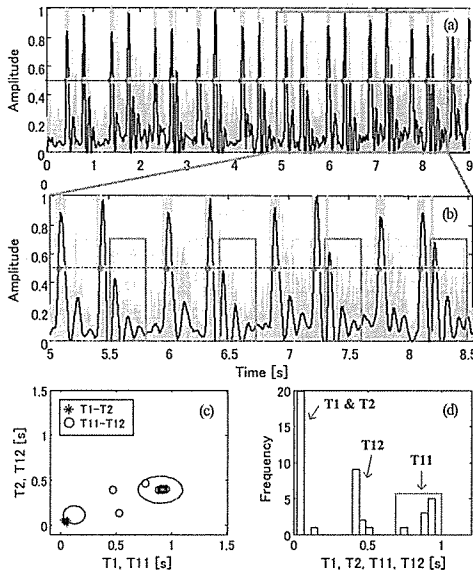 (a)
Amplitude
1
0.8
0.6
0.4
0.2
0
0 1 2 3 4 5 6 7 8 9
0
(b)
Amplitude
1
0.8
0.6
0.4
0.2
0
5 5.5 6 6.5 7 7.5 8 8.5
Time [s]
(c)
T1-T2
T11-T12
T2, T12 [s]
1.5
1
0.5
0
0 0.5 1 1.5
T1, T11 [s]
(d)
T1 & T2
T12
T11
Frequency
20
15
10
5
0
0 0.5 1
T1, T2, T11, T12 [s]